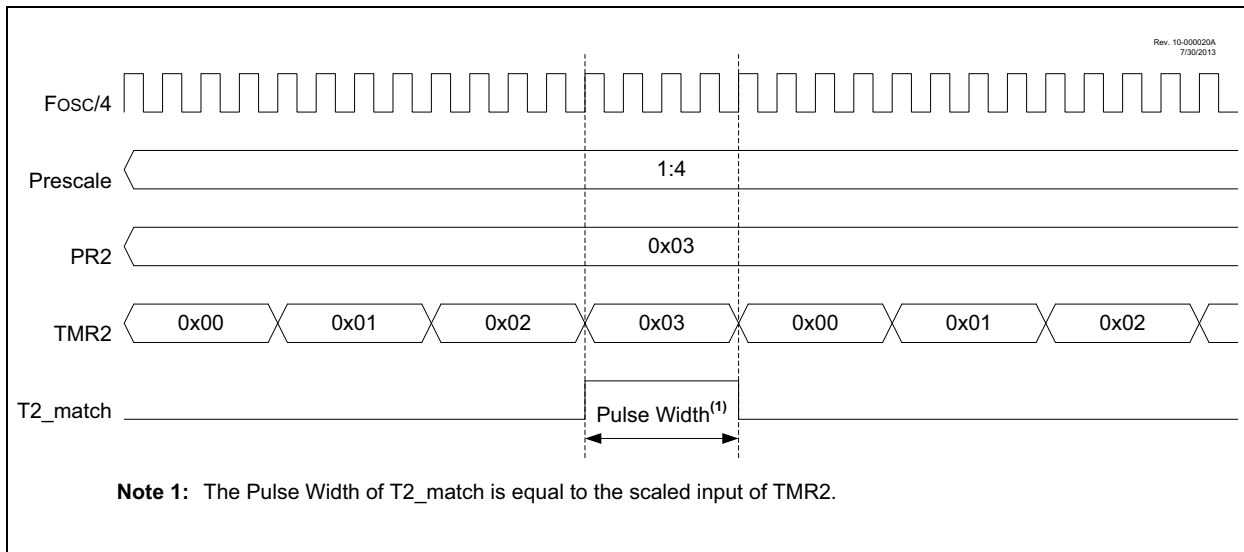 Rev. 10-000020A
7/30/2013
FOSC/4
Prescale
1:4
PR2
0x03
TMR2
0x00
0x01
0x02
0x03
0x00
0x01
0x02
T2_match
Pulse Width(1)
Note 1: The Pulse Width of T2_match is equal to the scaled input of TMR2.